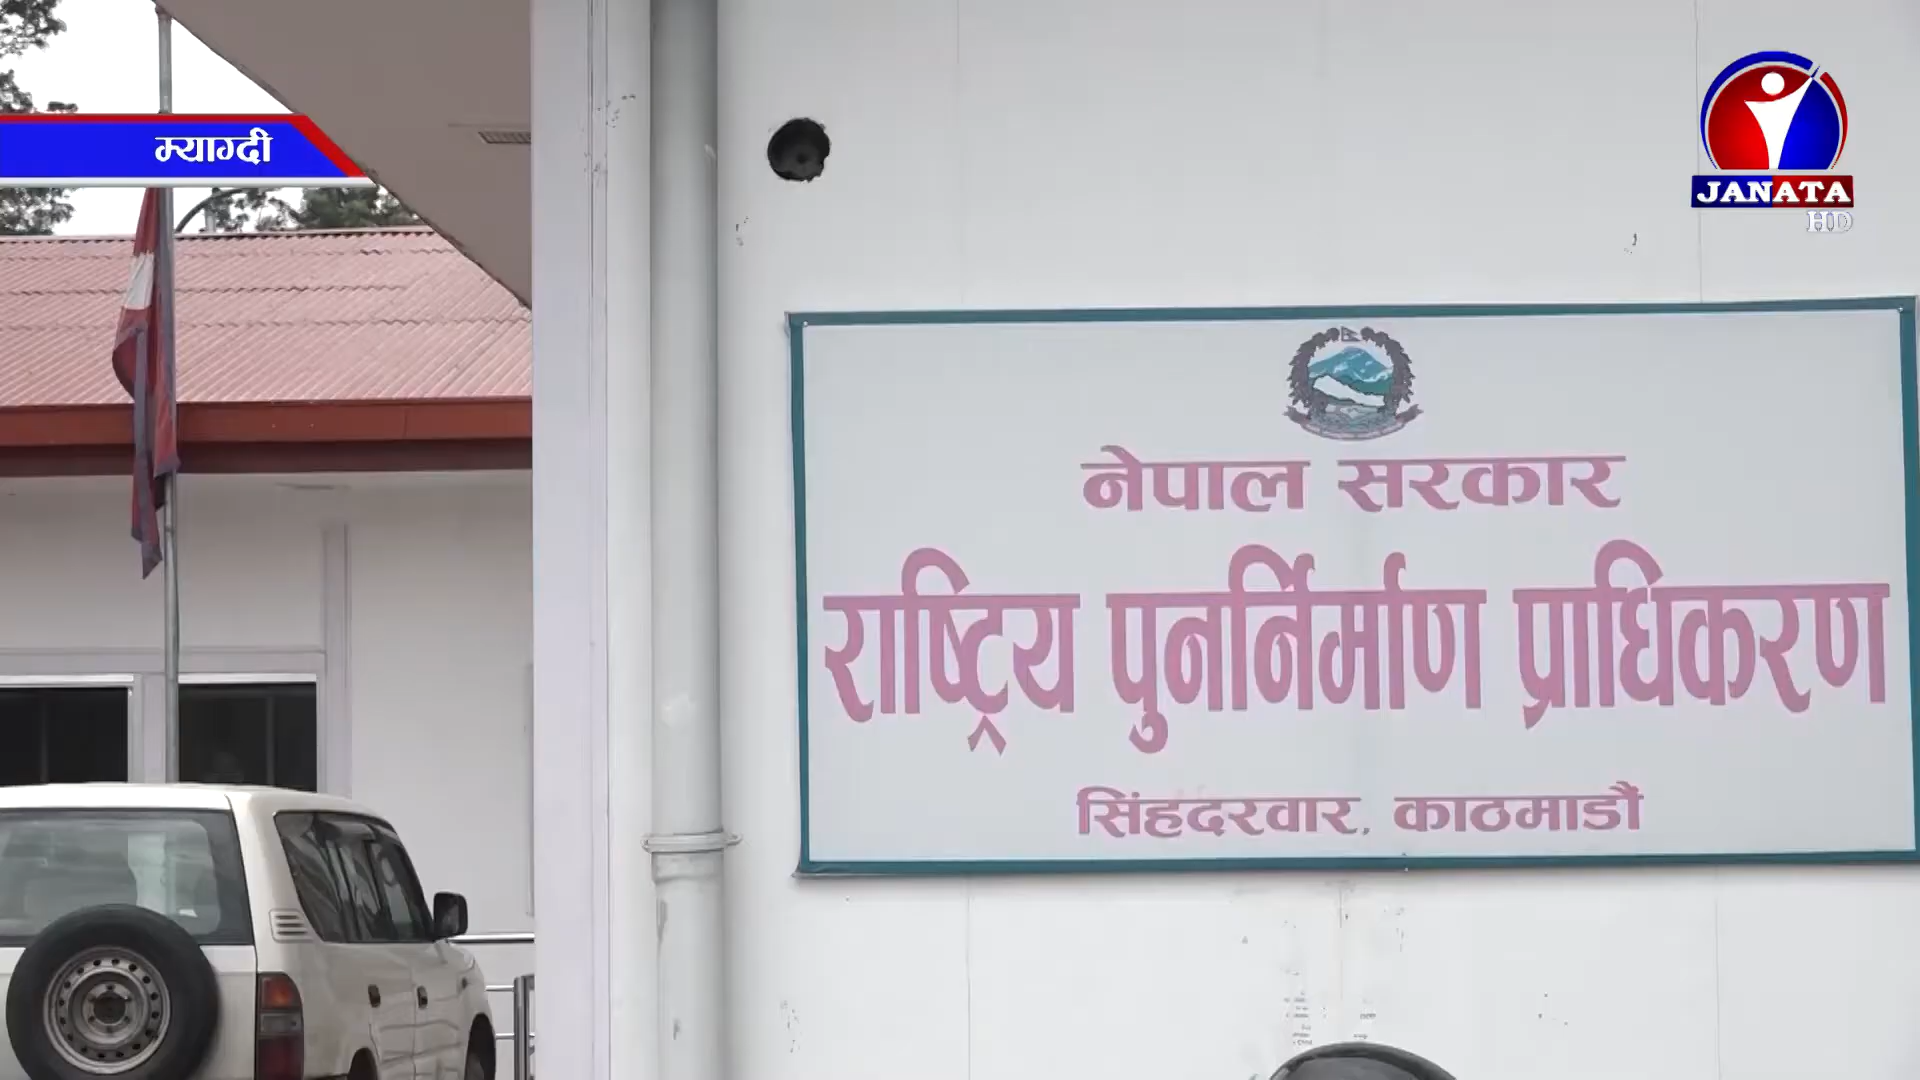 म्याग्दी
JANATA
HD
नेपाल सरकार
राष्ट्रिय पुनर्निर्माण प्राधिकरण
सिंहदरवार, काठमाडौं